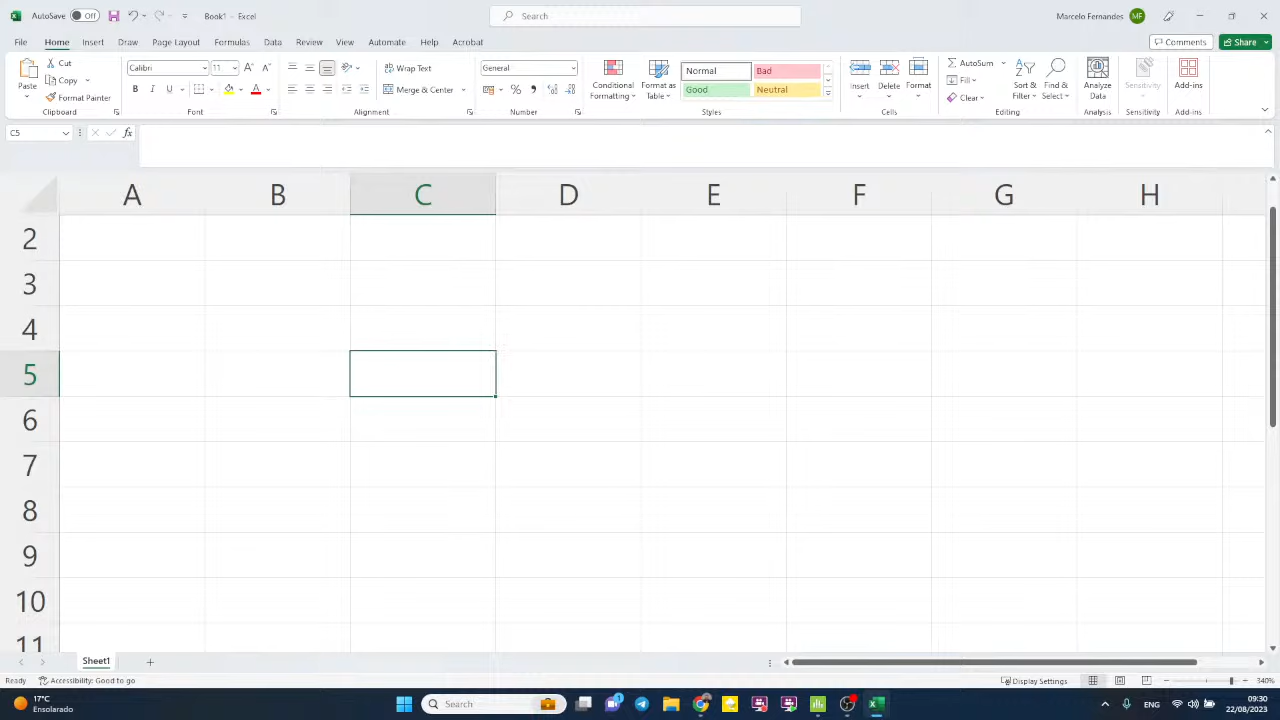 AutoSave Off Book1 - Excel Search Marcelo Fernandes MF
File Home Insert Draw Page Layout Formulas Data Review View Automate Help Acrobat Comments Share
Paste Cut Copy Format Painter Clipboard
Calibri 11 B I U A Font
Wrap Text Merge & Center Alignment
General % Number
Conditional Formatting Format as Table Normal Bad Good Neutral Styles
Insert Delete Format Cells
AutoSum Fill Clear Sort & Filter Find & Select Editing
Analyze Data Analysis
Sensitivity Sensitivity
Add-ins Add-ins
C5 fx
A B C D E F G H
2
3
4
5
6
7
8
9
10
11
Sheet1
Ready Accessibility: Good to go Display Settings 340%
17°C Ensolarado Search ENG 09:30 22/08/2023